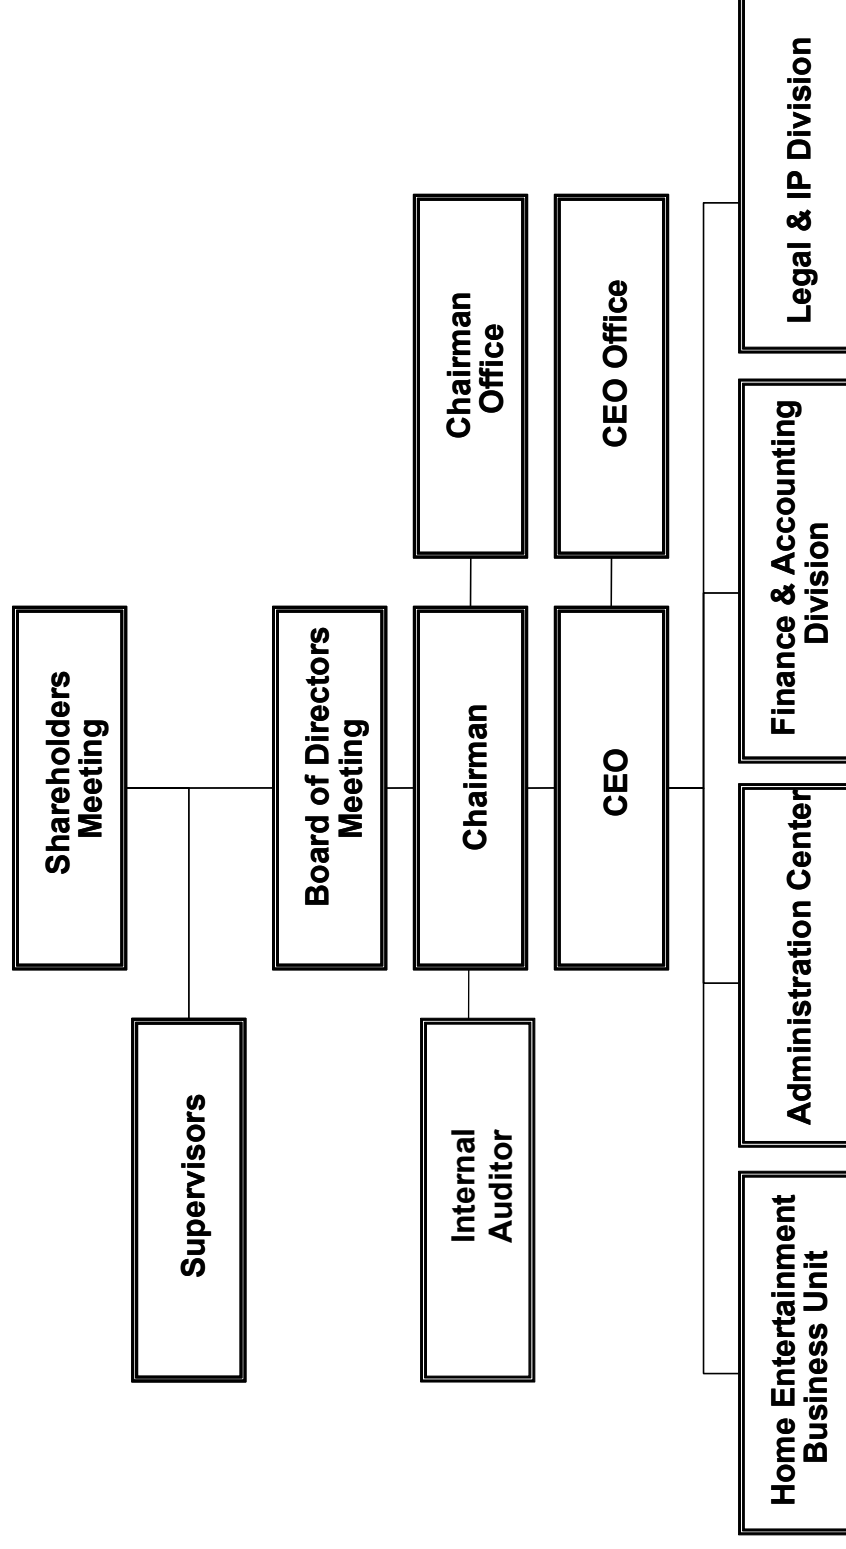 Shareholders
Meeting
Supervisors
Board of Directors
Meeting
Internal
Auditor
Chairman
Chairman
Office
CEO
CEO Office
Home Entertainment
Business Unit
Administration Center
Finance & Accounting
Division
Legal & IP Division